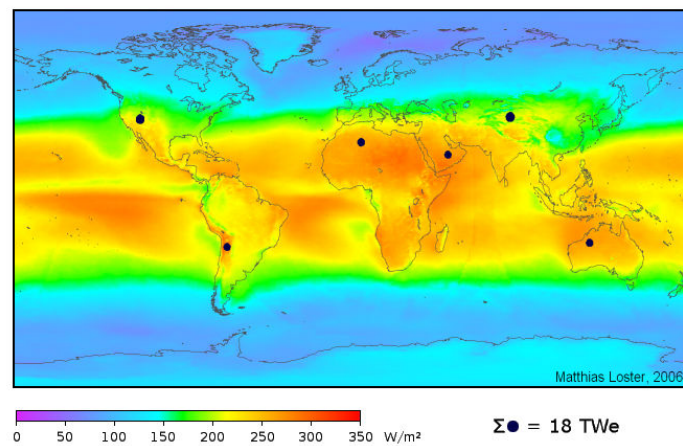 Matthias Loster, 2006
0 50 100 150 200 250 300 350 W/m²
Σ● = 18 TWe